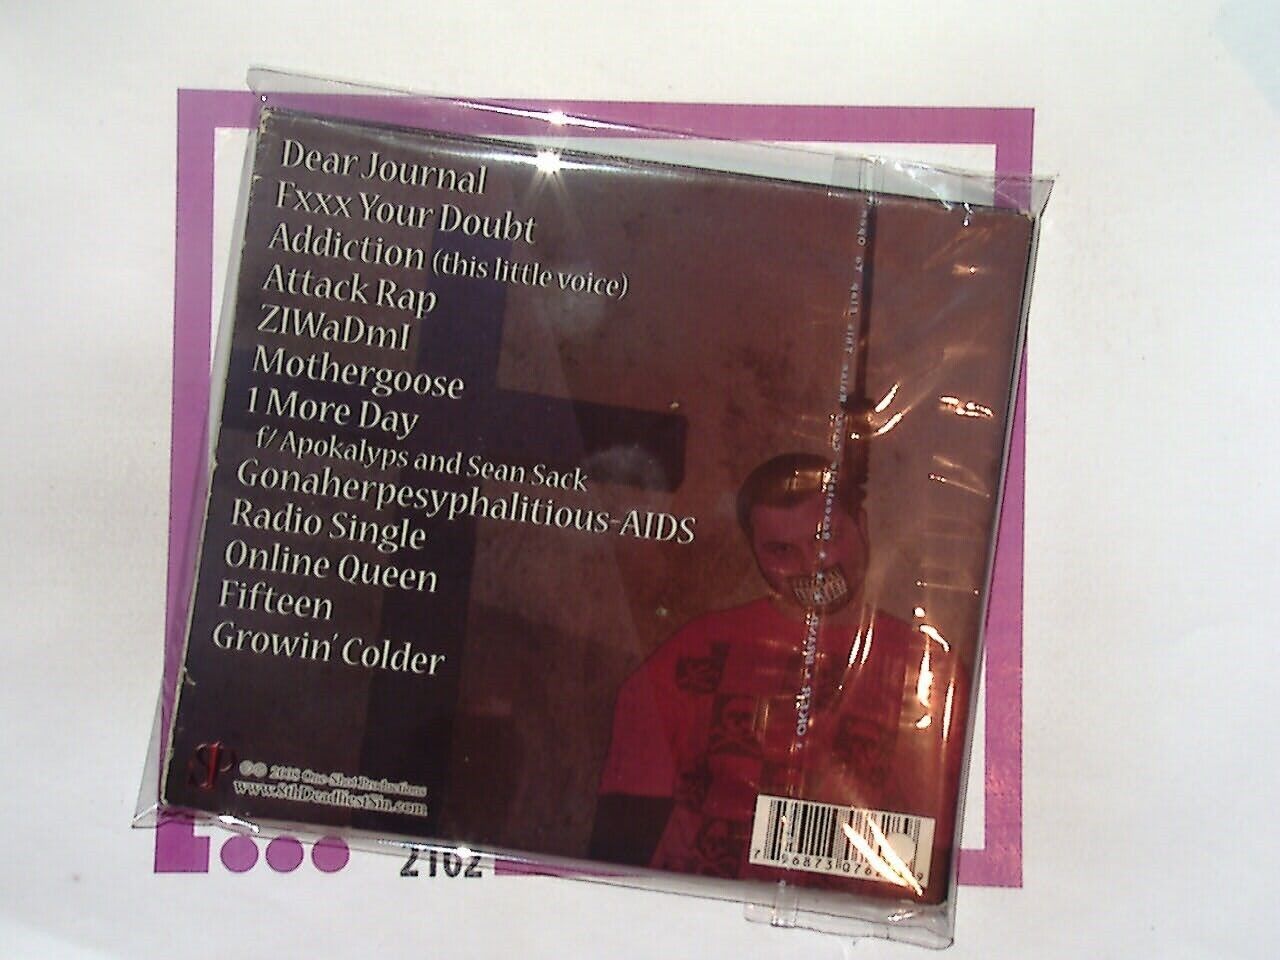 Dear Journal
Fxxx Your Doubt
Addiction (this little voice)
Attack Rap
ZIWaDmI
Mothergoose
1 More Day
f/ Apokalyps and Sean Sack
Gonaherpesyphalitious-AIDS
Radio Single
Online Queen
Fifteen
Growin' Colder
©℗ 2008 One-Shot Productions
www.8thDeadliestSin.com
2102